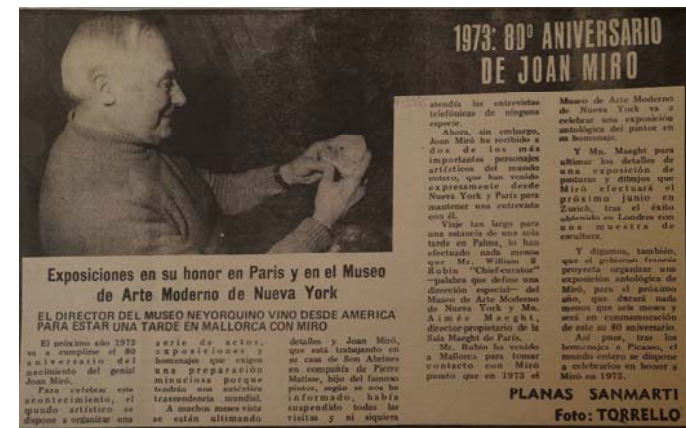 1973: 80º ANIVERSARIO
DE JOAN MIRO
Exposiciones en su honor en Paris y en el Museo
de Arte Moderno de Nueva York
EL DIRECTOR DEL MUSEO NEYORQUINO VINO DESDE AMERICA
PARA ESTAR UNA TARDE EN MALLORCA CON MIRO
El próximo año 1973
va a cumplirse el 80
aniversario del
nacimiento del genial
Joan Miró.
Para celebrar este
acontecimiento, el
mundo artístico se
dispone a organizar una
serie de actos,
exposiciones y
homenajes que exigen
una preparación
minuciosa porque
tendrán una auténtica
trascendencia mundial.
A muchos meses vista
se están ultimando
detalles y Joan Miró,
que está trabajando en
su casa de Son Abrines
en compañía de Pierre
Matisse, hijo del famoso
pintor, según se nos ha
informado, había
suspendido todas las
visitas y ni siquiera
atendía las entrevistas
telefónicas de ninguna
especie.
Ahora, sin embargo,
Joan Miró ha recibido a
dos de los más
importantes personajes
artísticos del mundo
entero, que han venido
expresamente desde
Nueva York y París para
mantener una entrevista
con él.
Viaje tan largo para
una estancia de una sola
tarde en Palma, lo han
efectuado nada menos
que Mr. William S
Rubin "Chief-curator"
—palabra que define una
dirección especial— del
Museo de Arte Moderno
de Nueva York y Mn.
Aimée Maeght,
director-propietario de la
Sala Maeght de París.
Mr. Rubin ha venido
a Mallorca para tomar
contacto con Miró
puesto que en 1973 el
Museo de Arte Moderno
de Nueva York va a
celebrar una exposición
antológica del pintor en
su homenaje.
Y Mn. Maeght para
ultimar los detalles de
una exposición de
pinturas y dibujos que
Miró efectuará el
próximo junio en
Zurich, tras el éxito
obtenido en Londres con
una muestra de
escultura.
Y digamos, también,
que el gobierno francés
proyecta organizar una
exposición antológica de
Miró, para el próximo
año, que durará nada
menos que seis meses y
será en conmemoración
de este su 80 aniversario.
Así pues, tras los
homenajes a Picasso, el
mundo entero se dispone
a celebrarlos en honor a
Miró en 1973.
PLANAS SANMARTI
Foto: TORRELLO